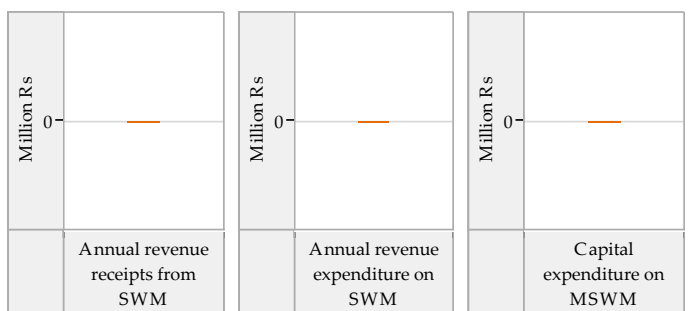 Million Rs
0
Annual revenue
receipts from
SWM
Million Rs
0
Annual revenue
expenditure on
SWM
Million Rs
0
Capital
expenditure on
MSWM